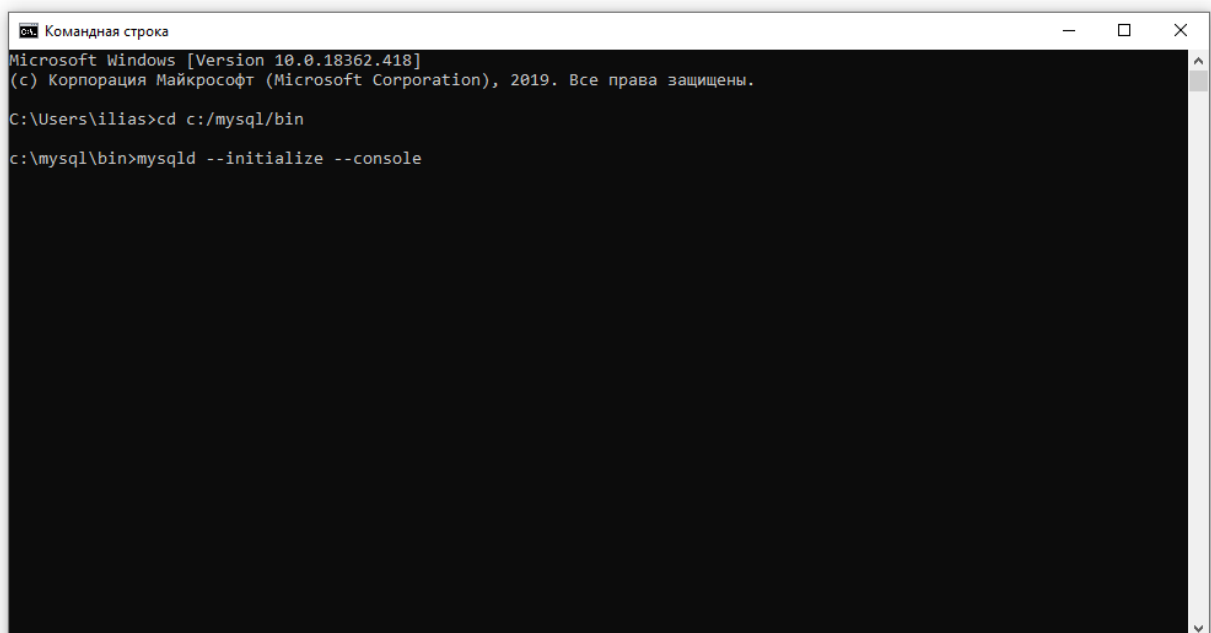 Командная строка
Microsoft Windows [Version 10.0.18362.418]
(c) Корпорация Майкрософт (Microsoft Corporation), 2019. Все права защищены.
C:\Users\ilias>cd c:/mysql/bin
c:\mysql\bin>mysqld --initialize --console